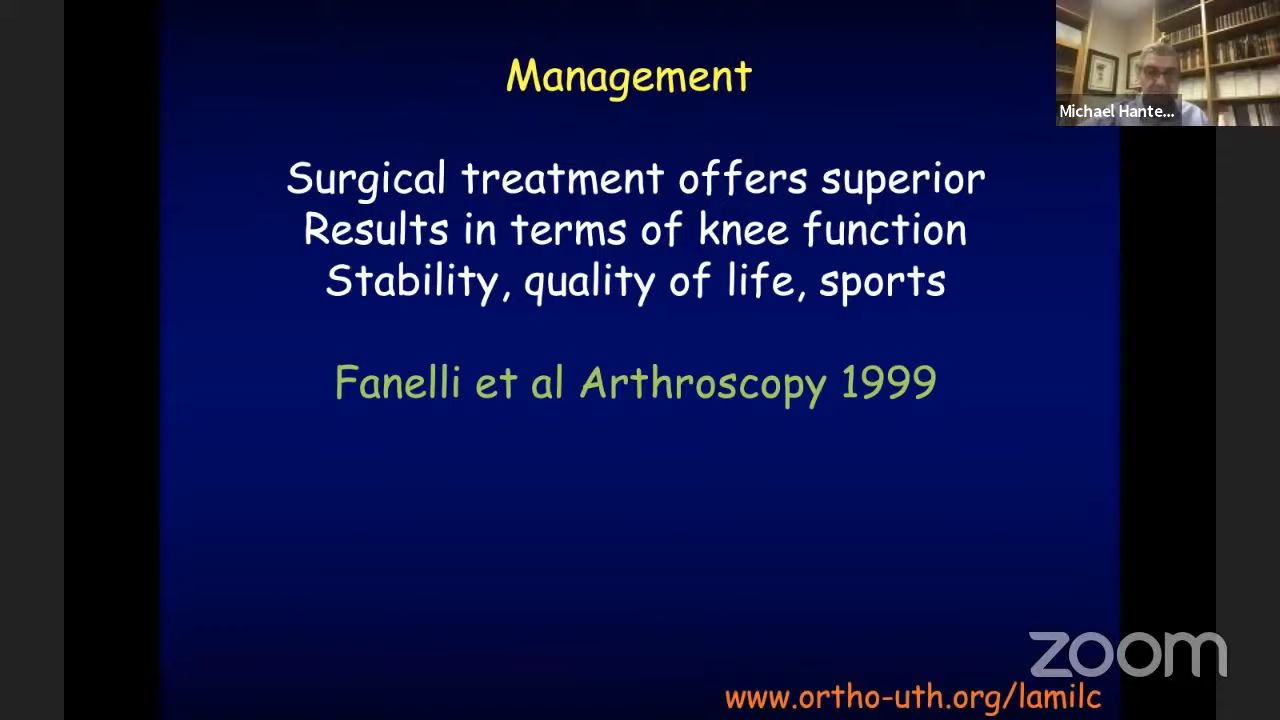 Management
Michael Hante...
Surgical treatment offers superior
Results in terms of knee function
Stability, quality of life, sports
Fanelli et al Arthroscopy 1999
zoom
www.ortho-uth.org/lamilc